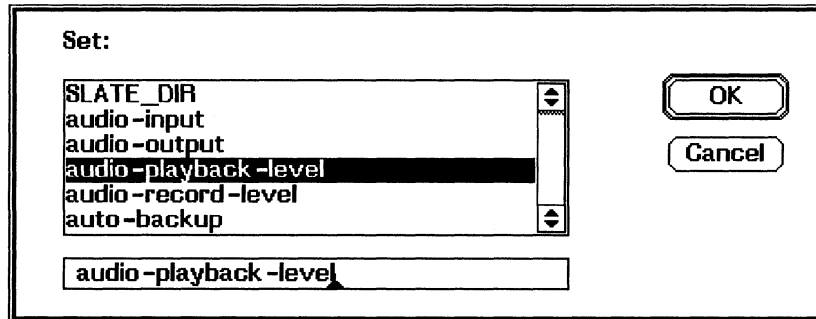 Set:
SLATE_DIR
audio-input
audio-output
audio-playback-level
audio-record-level
auto-backup
audio-playback-level
OK
Cancel